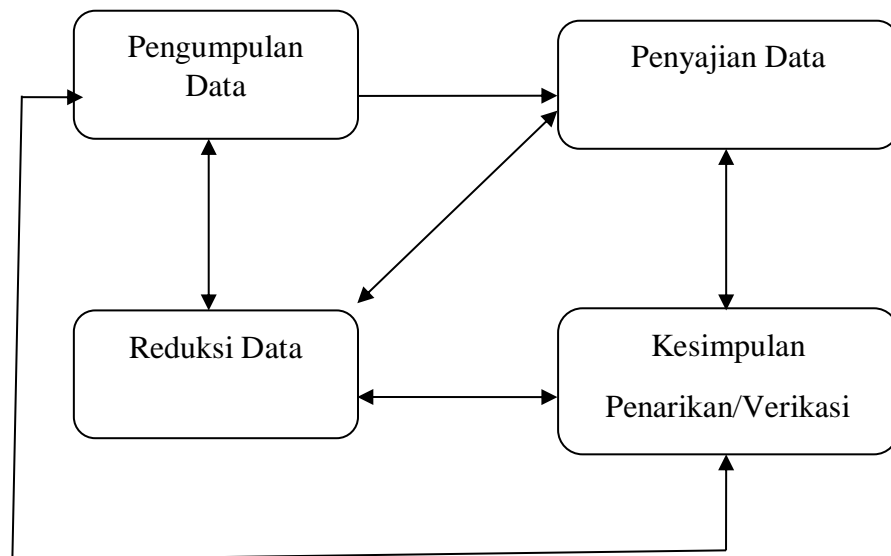 Pengumpulan
Data
Penyajian Data
Reduksi Data
Kesimpulan
Penarikan/Verikasi